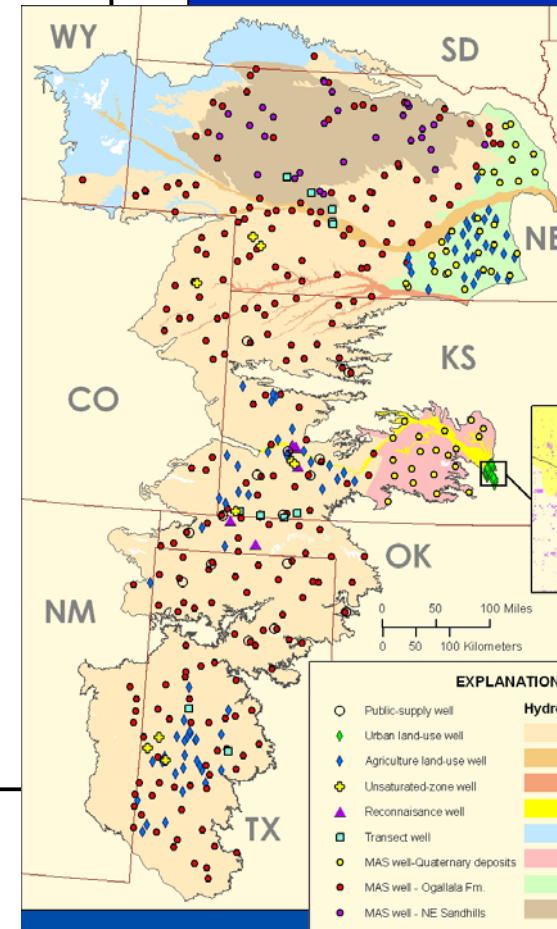 WY
SD
NE
CO
KS
OK
NM
0 50 100 Miles
0 50 100 Kilometers
EXPLANATION
Public-supply well
Urban land-use well
Agriculture land-use well
Unsaturated-zone well
Reconnaisance well
Transect well
MAS well-Quaternary deposits
MAS well - Ogallala Fm.
MAS well - NE Sandhills
Hydro
TX